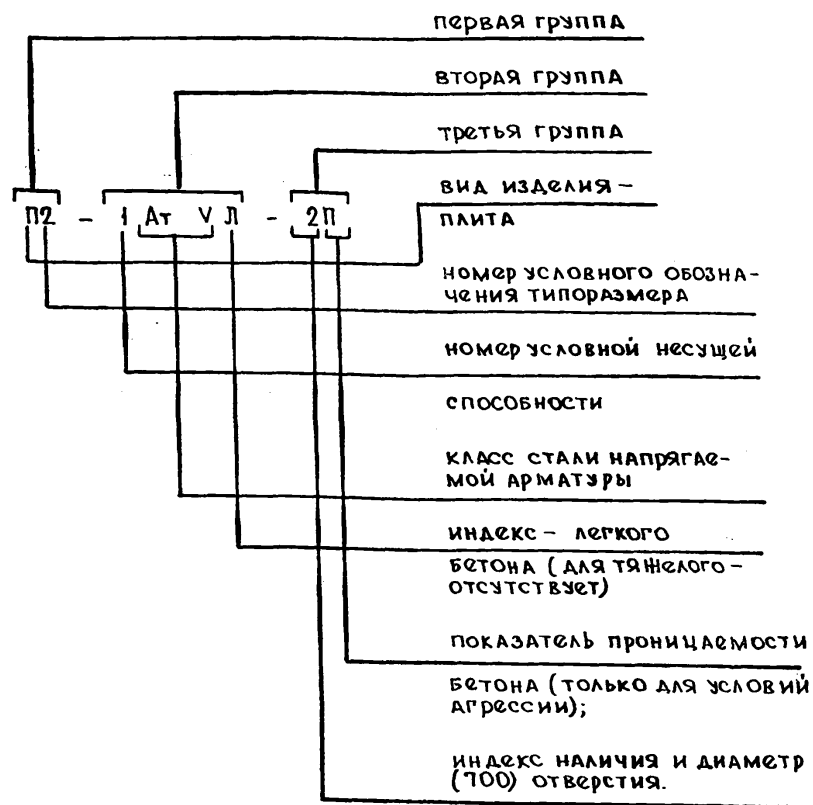 ПЕРВАЯ ГРУППА
ВТОРАЯ ГРУППА
ТРЕТЬЯ ГРУППА
П2 - 1 Ат V Л - 2П
ВИД ИЗДЕЛИЯ -
ПЛИТА
НОМЕР УСЛОВНОГО ОБОЗНА-
ЧЕНИЯ ТИПОРАЗМЕРА
НОМЕР УСЛОВНОЙ НЕСУЩЕЙ
СПОСОБНОСТИ
КЛАСС СТАЛИ НАПРЯГАЕ-
МОЙ АРМАТУРЫ
ИНДЕКС - ЛЕГКОГО
БЕТОНА (ДЛЯ ТЯЖЕЛОГО -
ОТСУТСТВУЕТ)
ПОКАЗАТЕЛЬ ПРОНИЦАЕМОСТИ
БЕТОНА (ТОЛЬКО ДЛЯ УСЛОВИЙ
АГРЕССИИ);
ИНДЕКС НАЛИЧИЯ И ДИАМЕТР
(700) ОТВЕРСТИЯ.